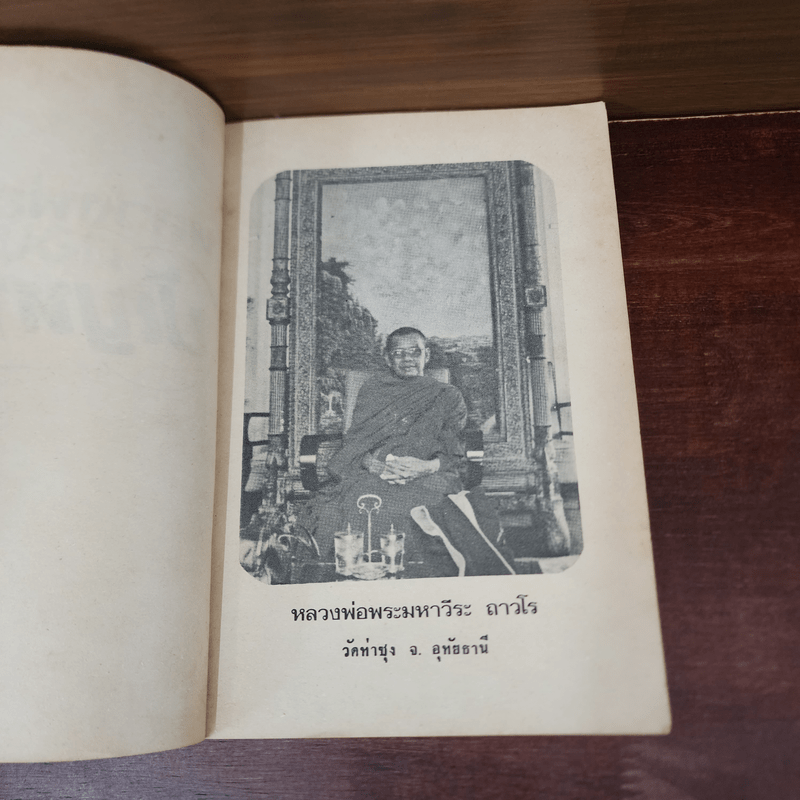 หลวงพ่อพระมหาวีระ ถาวโร
วัดท่าซุง จ. อุทัยธานี